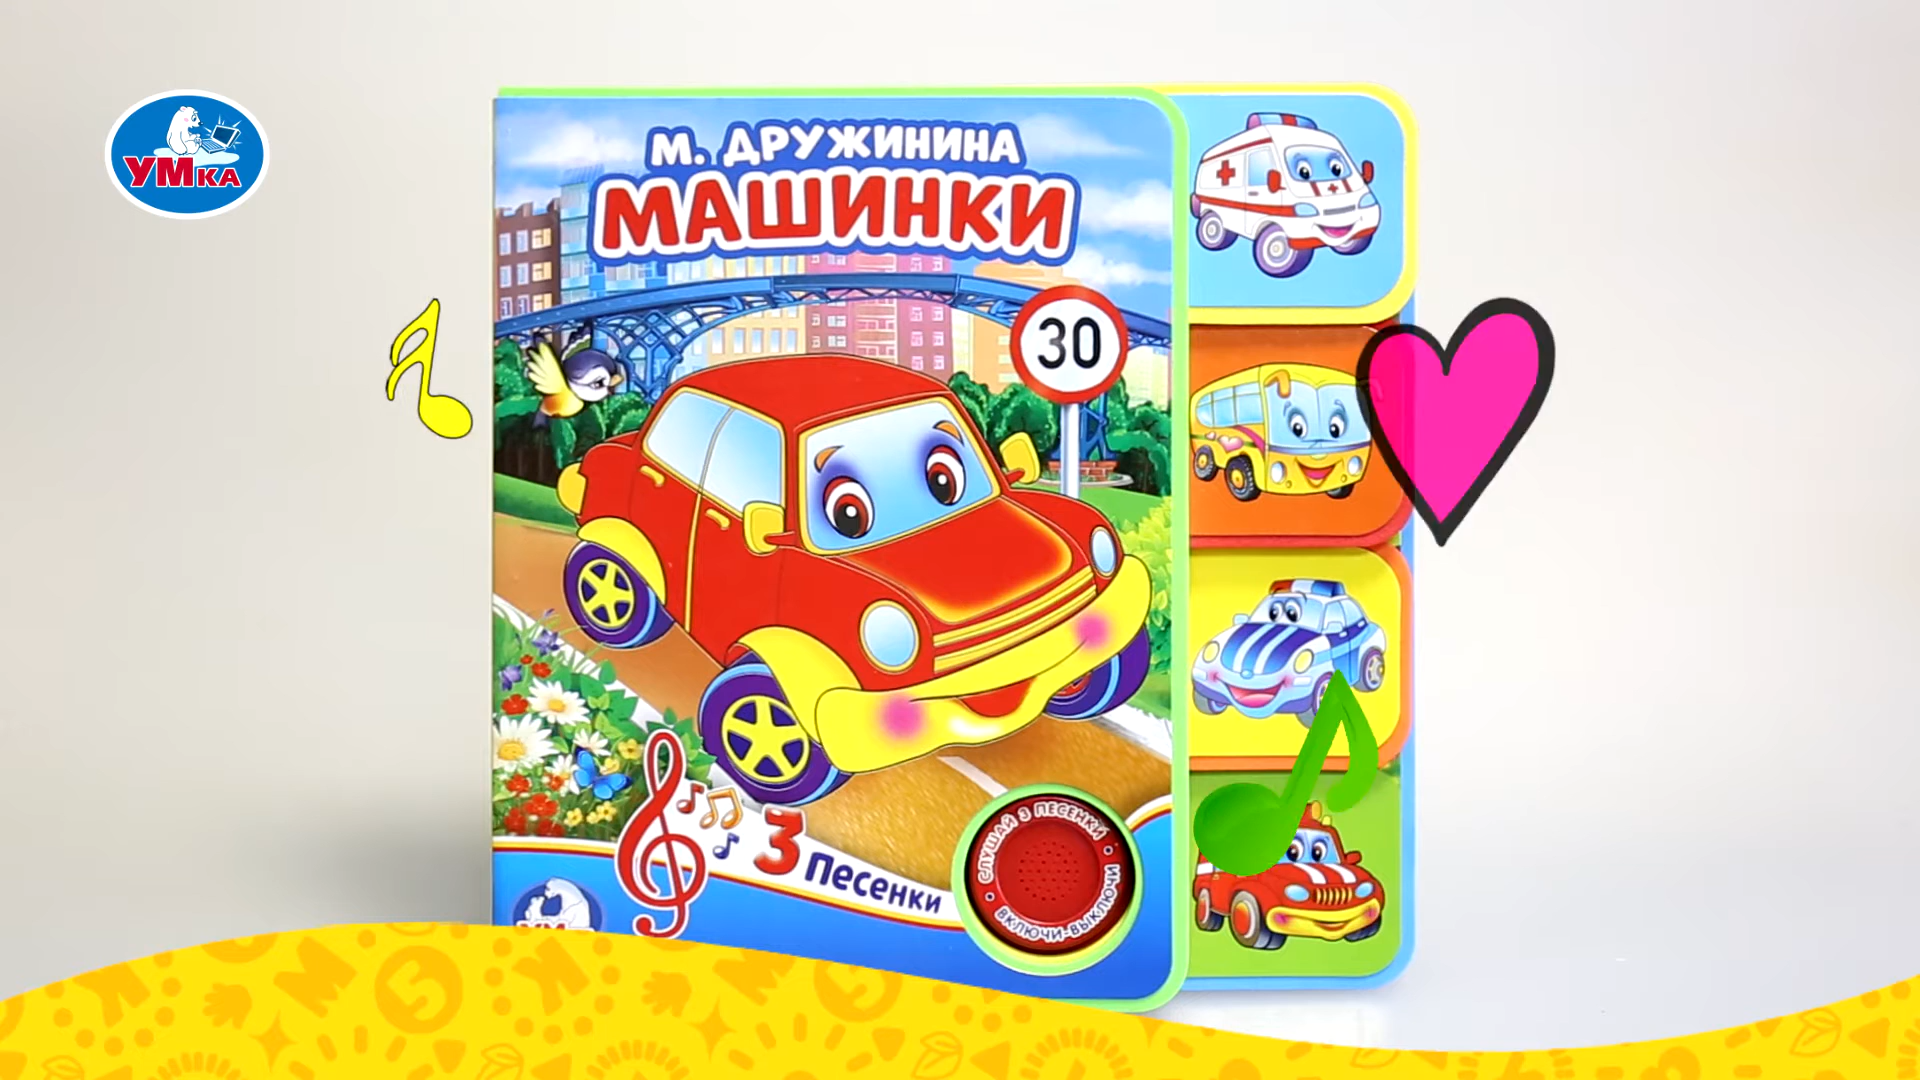 УМКА
М. ДРУЖИНИНА
МАШИНКИ
30
3 Песенки
СЛУШАЙ 3 ПЕСЕНКИ
ВКЛЮЧИ-ВЫКЛЮЧИ